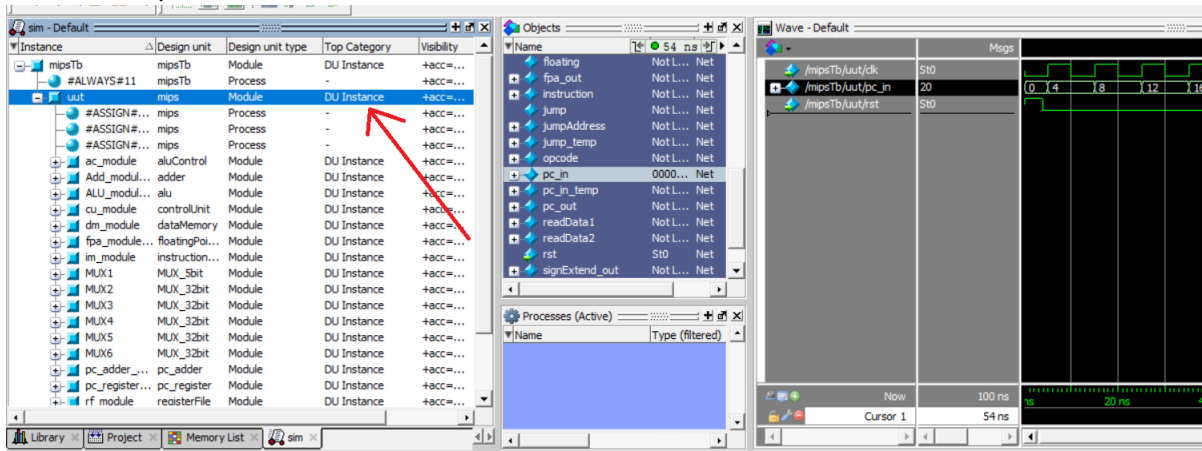 sim - Default
Instance Design unit Design unit type Top Category Visibility
mipsTb mipsTb Module DU Instance +acc=...
#ALWAYS#11 mipsTb Process - +acc=...
uut mips Module DU Instance +acc=...
#ASSIGN#... mips Process - +acc=...
#ASSIGN#... mips Process - +acc=...
#ASSIGN#... mips Process - +acc=...
ac_module aluControl Module DU Instance +acc=...
Add_modul... adder Module DU Instance +acc=...
ALU_modul... alu Module DU Instance +acc=...
cu_module controlUnit Module DU Instance +acc=...
dm_module dataMemory Module DU Instance +acc=...
fpa_module... floatingPoi... Module DU Instance +acc=...
im_module instruction... Module DU Instance +acc=...
MUX1 MUX_5bit Module DU Instance +acc=...
MUX2 MUX_32bit Module DU Instance +acc=...
MUX3 MUX_32bit Module DU Instance +acc=...
MUX4 MUX_32bit Module DU Instance +acc=...
MUX5 MUX_32bit Module DU Instance +acc=...
MUX6 MUX_32bit Module DU Instance +acc=...
pc_adder_... pc_adder Module DU Instance +acc=...
pc_register... pc_register Module DU Instance +acc=...
rf_module registerFile Module DU Instance +acc=...
Library Project Memory List sim
Objects
Name 54 ns
floating Not L... Net
fpa_out Not L... Net
instruction Not L... Net
jump Not L... Net
jumpAddress Not L... Net
jump_temp Not L... Net
opcode Not L... Net
pc_in 0000... Net
pc_in_temp Not L... Net
pc_out Not L... Net
readData1 Not L... Net
readData2 Not L... Net
rst St0 Net
signExtend_out Not L... Net
Processes (Active)
Name Type (filtered)
Wave - Default
Msgs
/mipsTb/uut/clk St0
/mipsTb/uut/pc_in 20 0 4 8 12 16
/mipsTb/uut/rst St0
Now 100 ns ns 20 ns 4
Cursor 1 54 ns